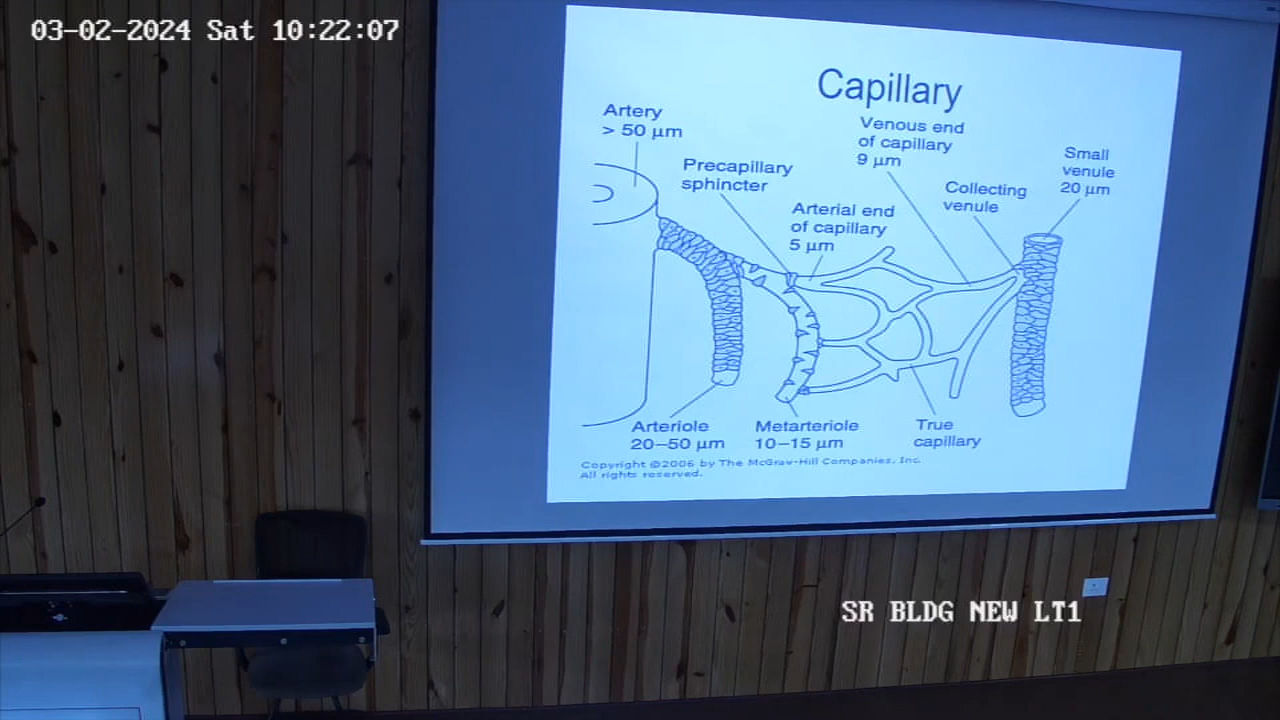 03-02-2024 Sat 10:22:07
Capillary
Artery
> 50 µm
Precapillary
sphincter
Arterial end
of capillary
5 µm
Venous end
of capillary
9 µm
Collecting
venule
Small
venule
20 µm
Arteriole
20–50 µm
Metarteriole
10–15 µm
True
capillary
Copyright ©2006 by The McGraw-Hill Companies, Inc.
All rights reserved.
SR BLDG NEW LT1